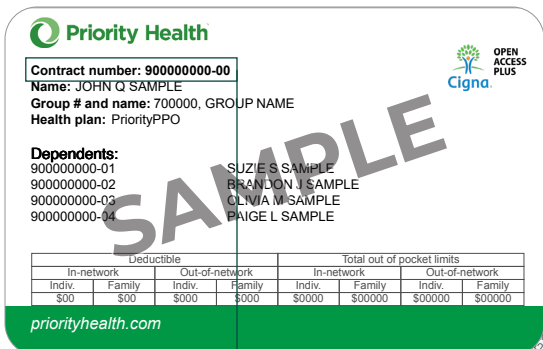 Priority Health
Cigna.
OPEN
ACCESS
PLUS
Contract number: 900000000-00
Name: JOHN Q SAMPLE
Group # and name: 700000, GROUP NAME
Health plan: PriorityPPO
Dependents:
900000000-01 SUZIE S SAMPLE
900000000-02 BRANDON J SAMPLE
900000000-03 OLIVIA M SAMPLE
900000000-04 PAIGE L SAMPLE
SAMPLE
Deductible Total out of pocket limits
In-network Out-of-network In-network Out-of-network
Indiv. Family Indiv. Family Indiv. Family Indiv. Family
$00 $00 $000 $000 $0000 $00000 $00000 $00000
priorityhealth.com